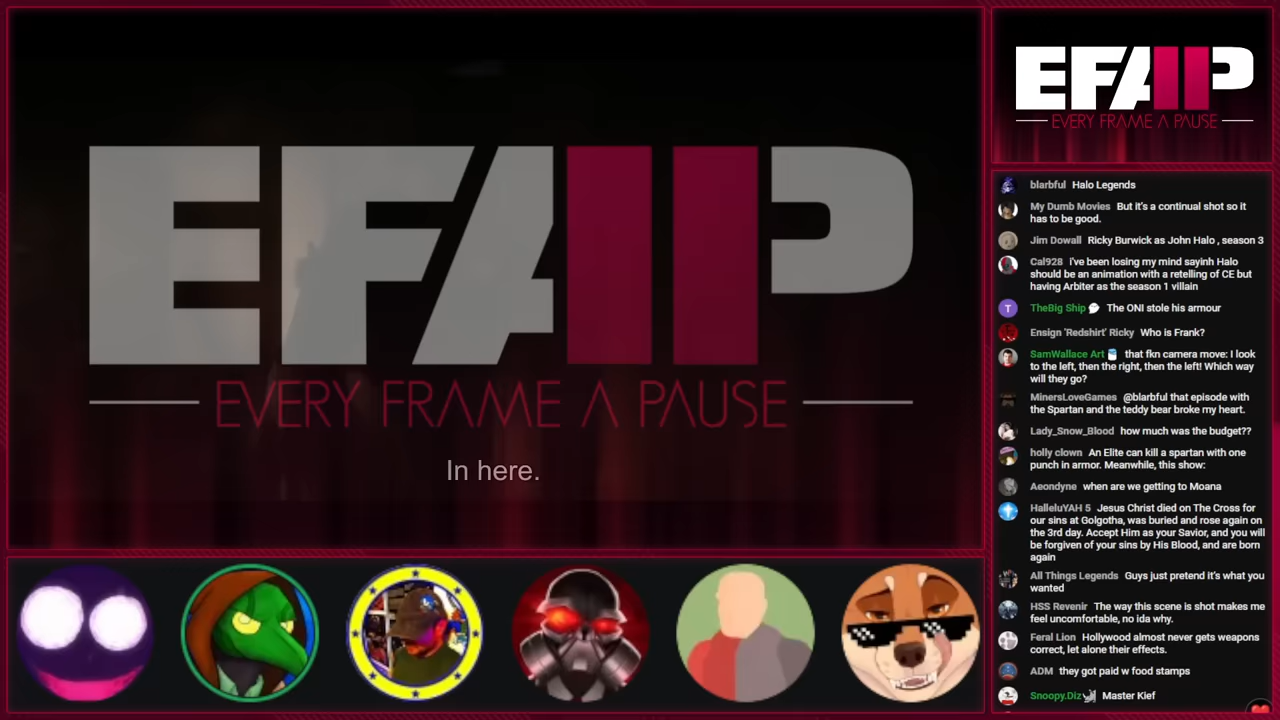 EFAP
EVERY FRAME A PAUSE
In here.
EFAP
EVERY FRAME A PAUSE
blarbful Halo Legends
My Dumb Movies But it's a continual shot so it
has to be good.
Jim Dowall Ricky Burwick as John Halo , season 3
Cal928 i've been losing my mind sayinh Halo
should be an animation with a retelling of CE but
having Arbiter as the season 1 villain
T TheBig Ship The ONI stole his armour
Ensign 'Redshirt' Ricky Who is Frank?
SamWallace Art that fkn camera move: I look
to the left, then the right, then the left! Which way
will they go?
MinersLoveGames @blarbful that episode with
the Spartan and the teddy bear broke my heart.
Lady_Snow_Blood how much was the budget??
holly clown An Elite can kill a spartan with one
punch in armor. Meanwhile, this show:
Aeondyne when are we getting to Moana
HalleluYAH 5 Jesus Christ died on The Cross for
our sins at Golgotha, was buried and rose again on
the 3rd day. Accept Him as your Savior, and you will
be forgiven of your sins by His Blood, and are born
again
All Things Legends Guys just pretend it's what you
wanted
HSS Revenir The way this scene is shot makes me
feel uncomfortable, no ida why.
Feral Lion Hollywood almost never gets weapons
correct, let alone their effects.
ADM they got paid w food stamps
Snoopy.Diz Master Kief